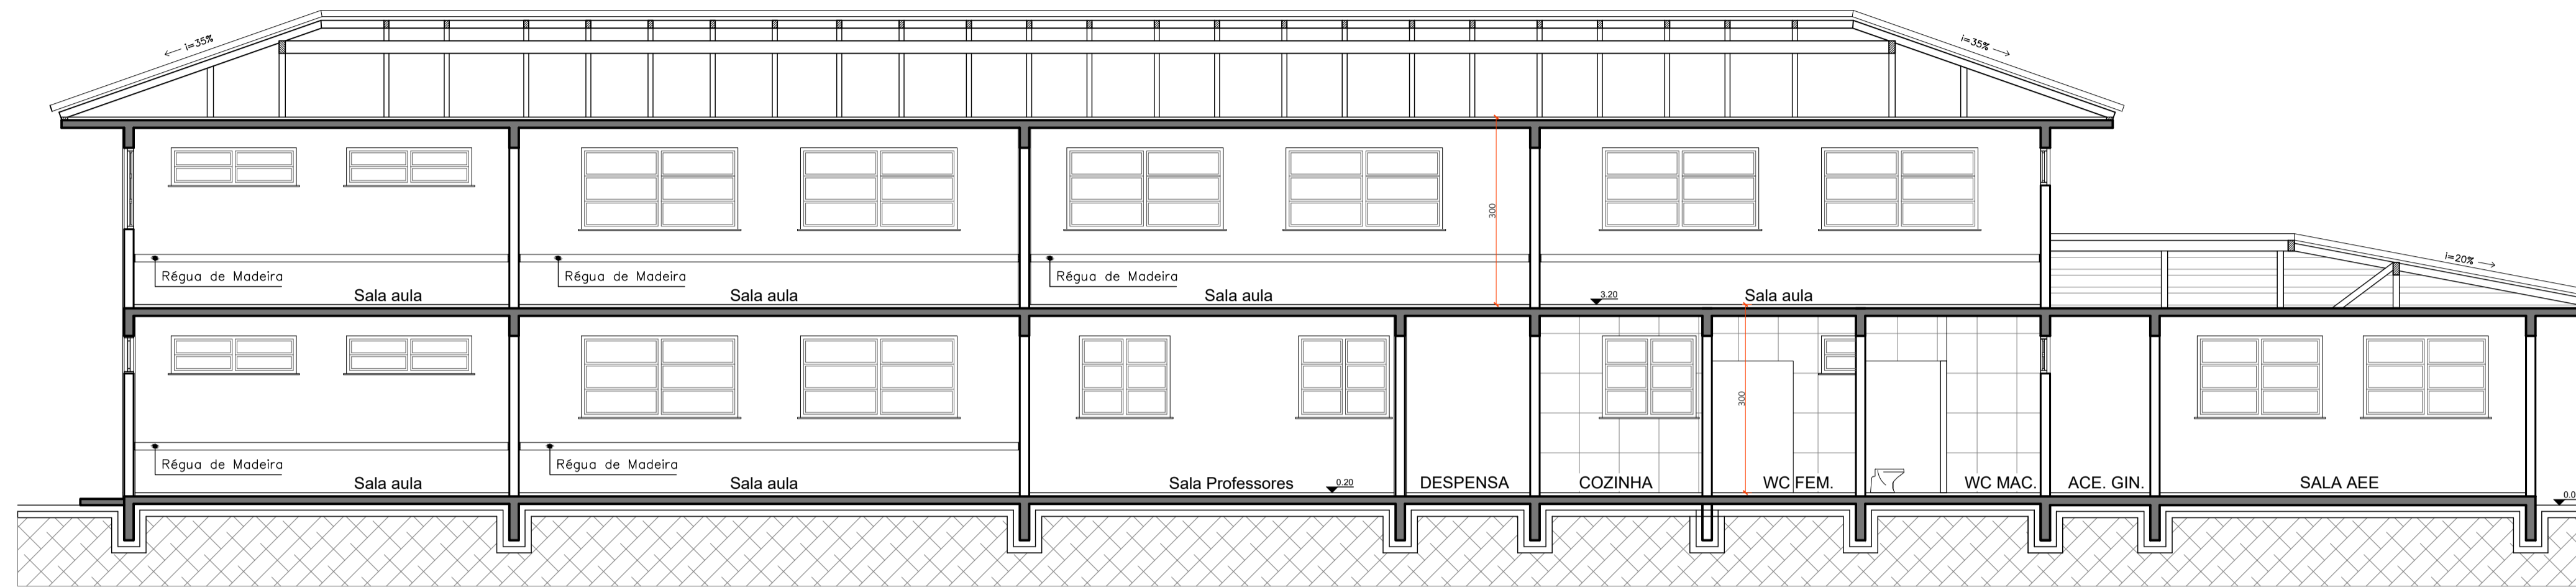 i=35%
i=35%
300
Régua de Madeira
Régua de Madeira
Régua de Madeira
i=20%
Sala aula
Sala aula
Sala aula
3.20
Sala aula
300
Régua de Madeira
Régua de Madeira
Sala aula
Sala aula
Sala Professores
0.20
DESPENSA
COZINHA
WC FEM.
WC MAC.
ACE. GIN.
SALA AEE
0.0